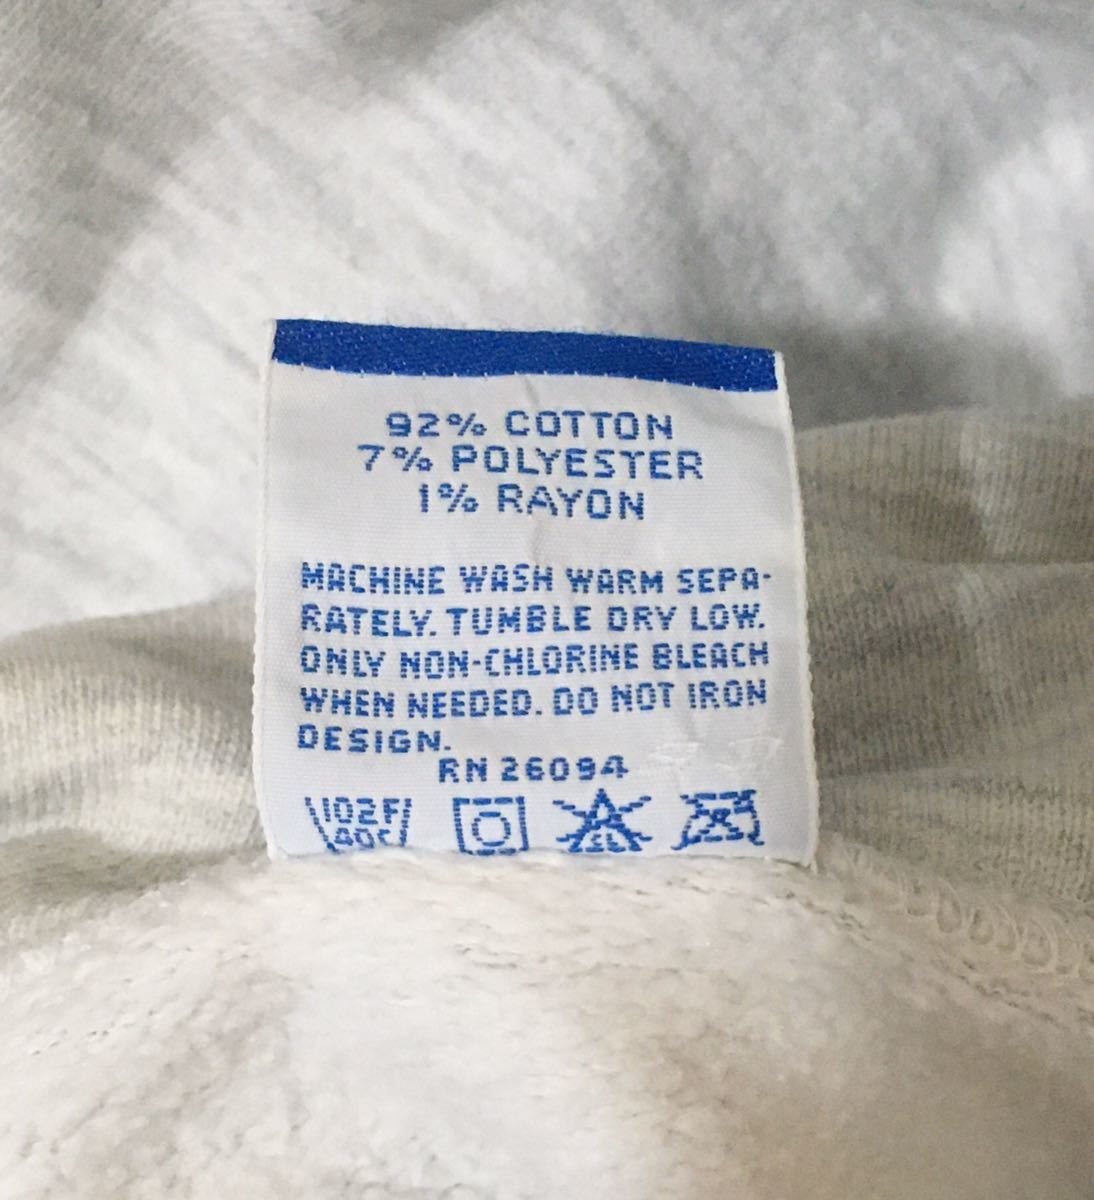 92% COTTON
7% POLYESTER
1% RAYON
MACHINE WASH WARM SEPA-
RATELY. TUMBLE DRY LOW.
ONLY NON-CHLORINE BLEACH
WHEN NEEDED. DO NOT IRON
DESIGN.
RN 26094
102F
40C